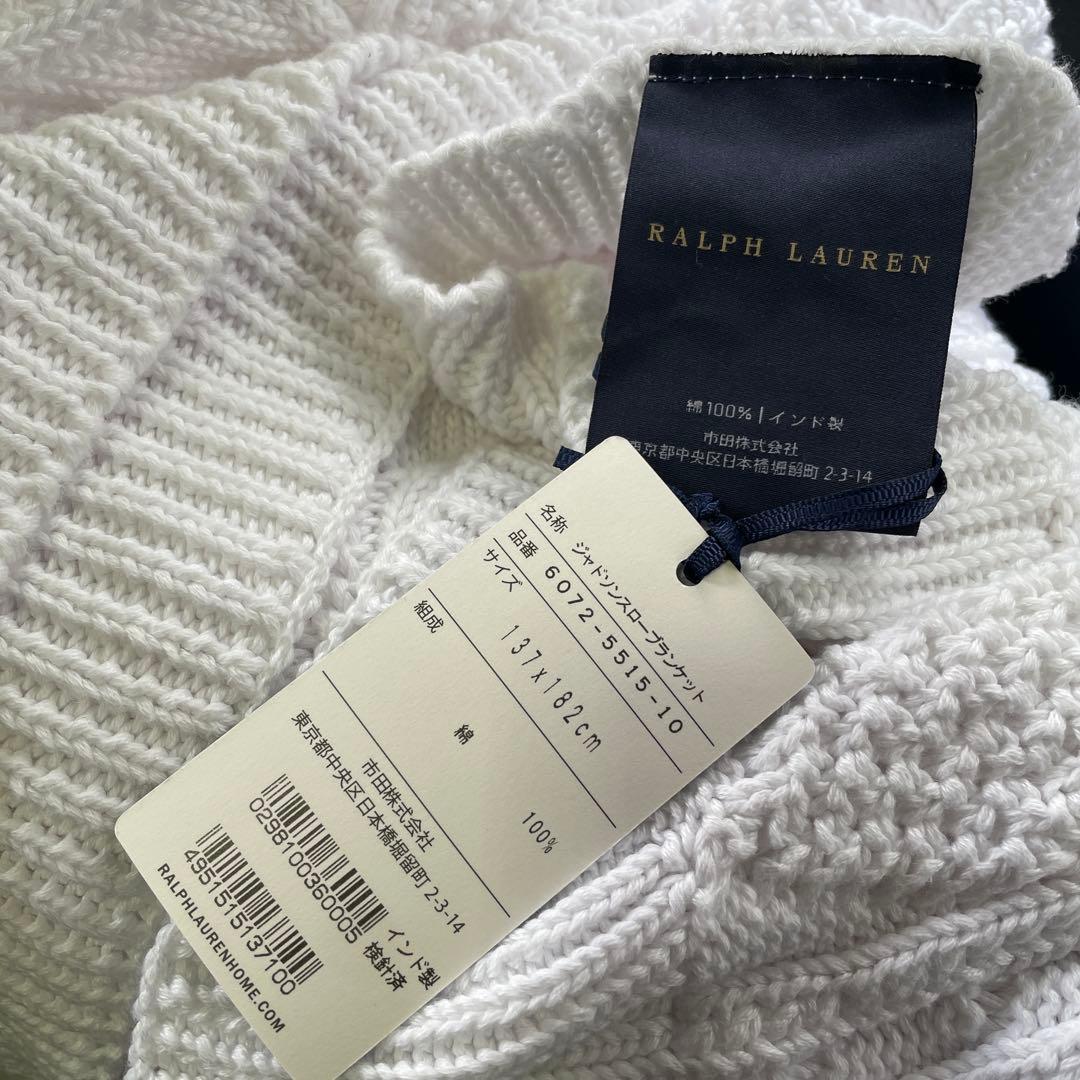 RALPH LAUREN
綿100% | インド製
市田株式会社
東京都中央区日本橋堀留町 2-3-14
名称 ジャドソンスローブランケット
品番 6072-5515-10
サイズ 137x182cm
組成
綿 100%
市田株式会社
東京都中央区日本橋堀留町 2-3-14
インド製
検針済
0298100360005
4951515137100
RALPHLAURENHOME.COM